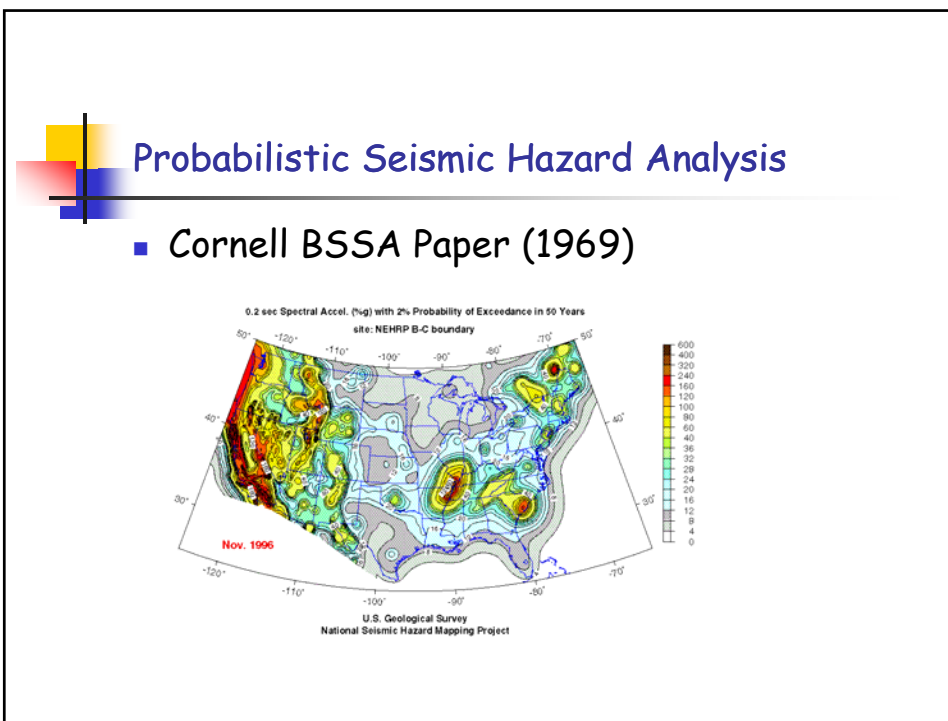 Probabilistic Seismic Hazard Analysis
Cornell BSSA Paper (1969)
0.2 sec Spectral Accel. (%g) with 2% Probability of Exceedance in 50 Years
site: NEHRP B-C boundary
50° -120° -110° -100° -90° -80° -70° 50°
40° 40°
30° 30°
Nov. 1996
-120° -110° -100° -90° -80° -70°
600
400
320
240
160
120
100
80
60
40
36
32
28
24
20
16
12
8
4
0
U.S. Geological Survey
National Seismic Hazard Mapping Project